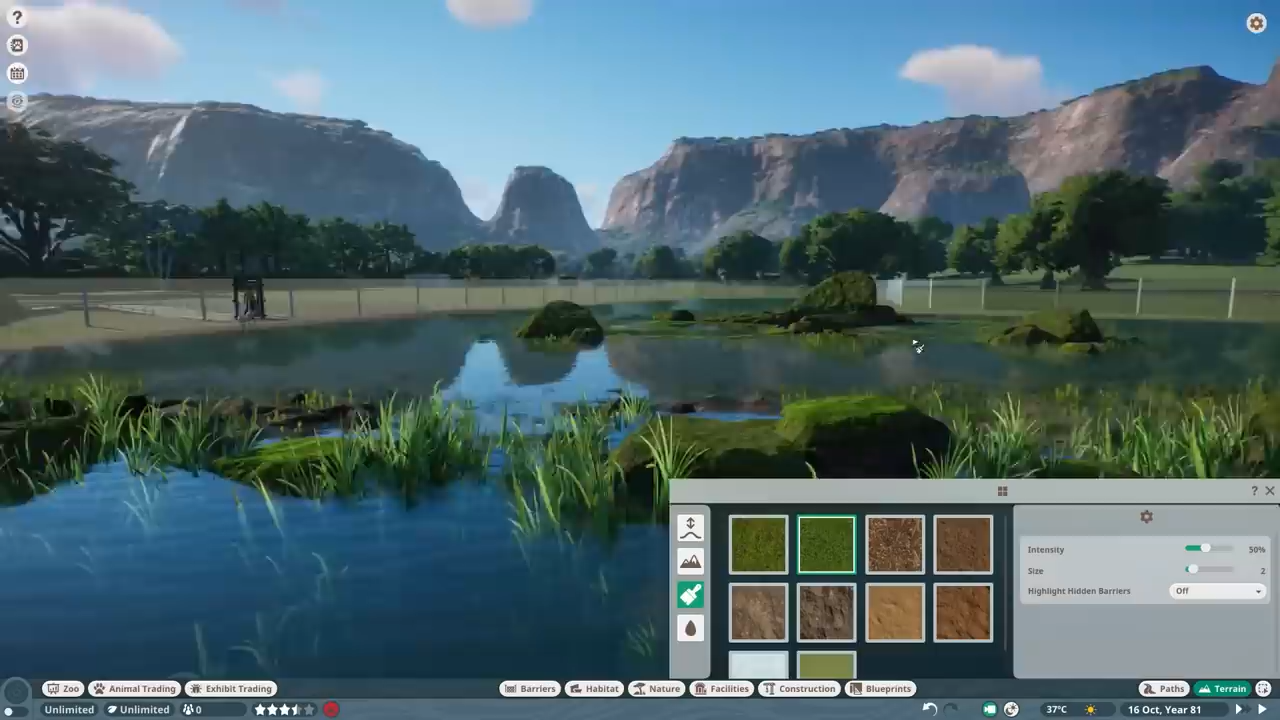 ?
? ×
Intensity 50%
Size 2
Highlight Hidden Barriers Off
Zoo Animal Trading Exhibit Trading Barriers Habitat Nature Facilities Construction Blueprints Paths Terrain
Unlimited Unlimited 0 37°C 16 Oct, Year 81